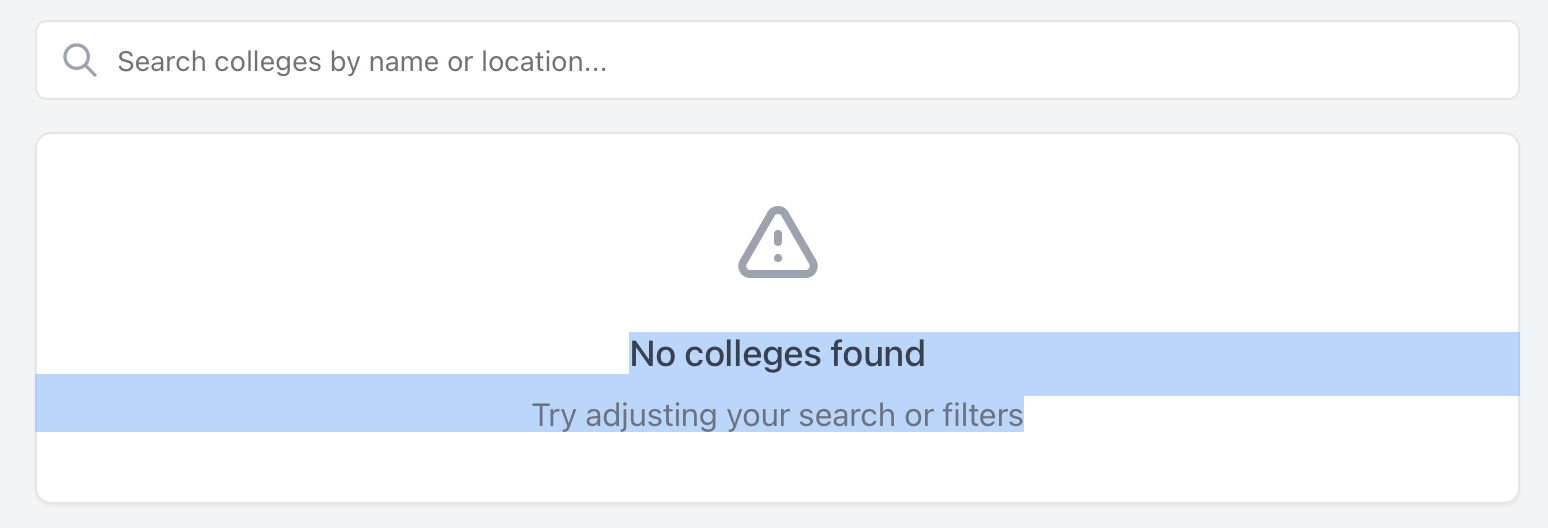 Search colleges by name or location...
No colleges found
Try adjusting your search or filters